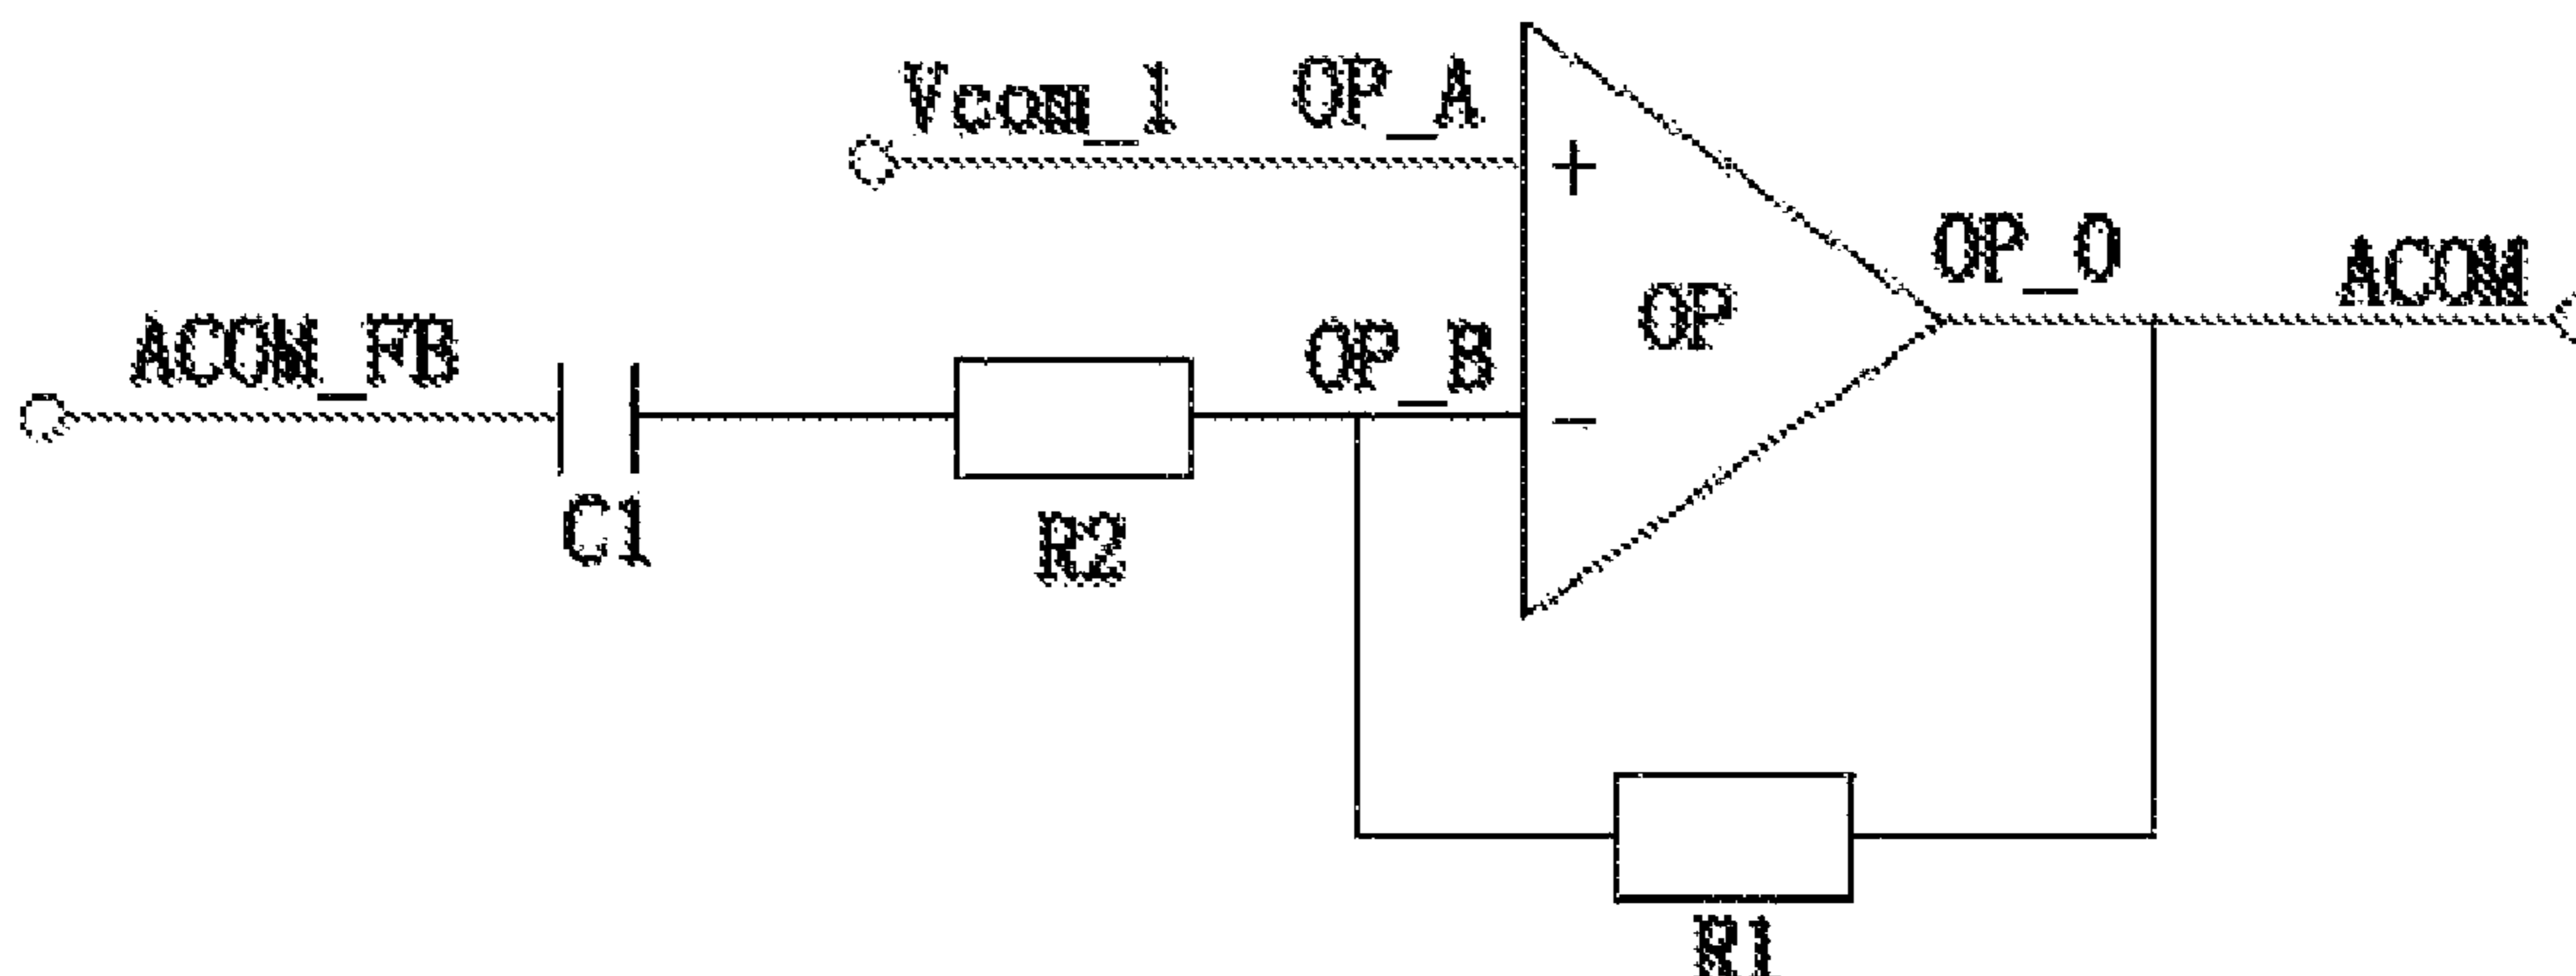 Vcom_1 OP_A
+
OP_O
ACOM
OP
ACOM_FB
OP_B
-
C1
R2
R1